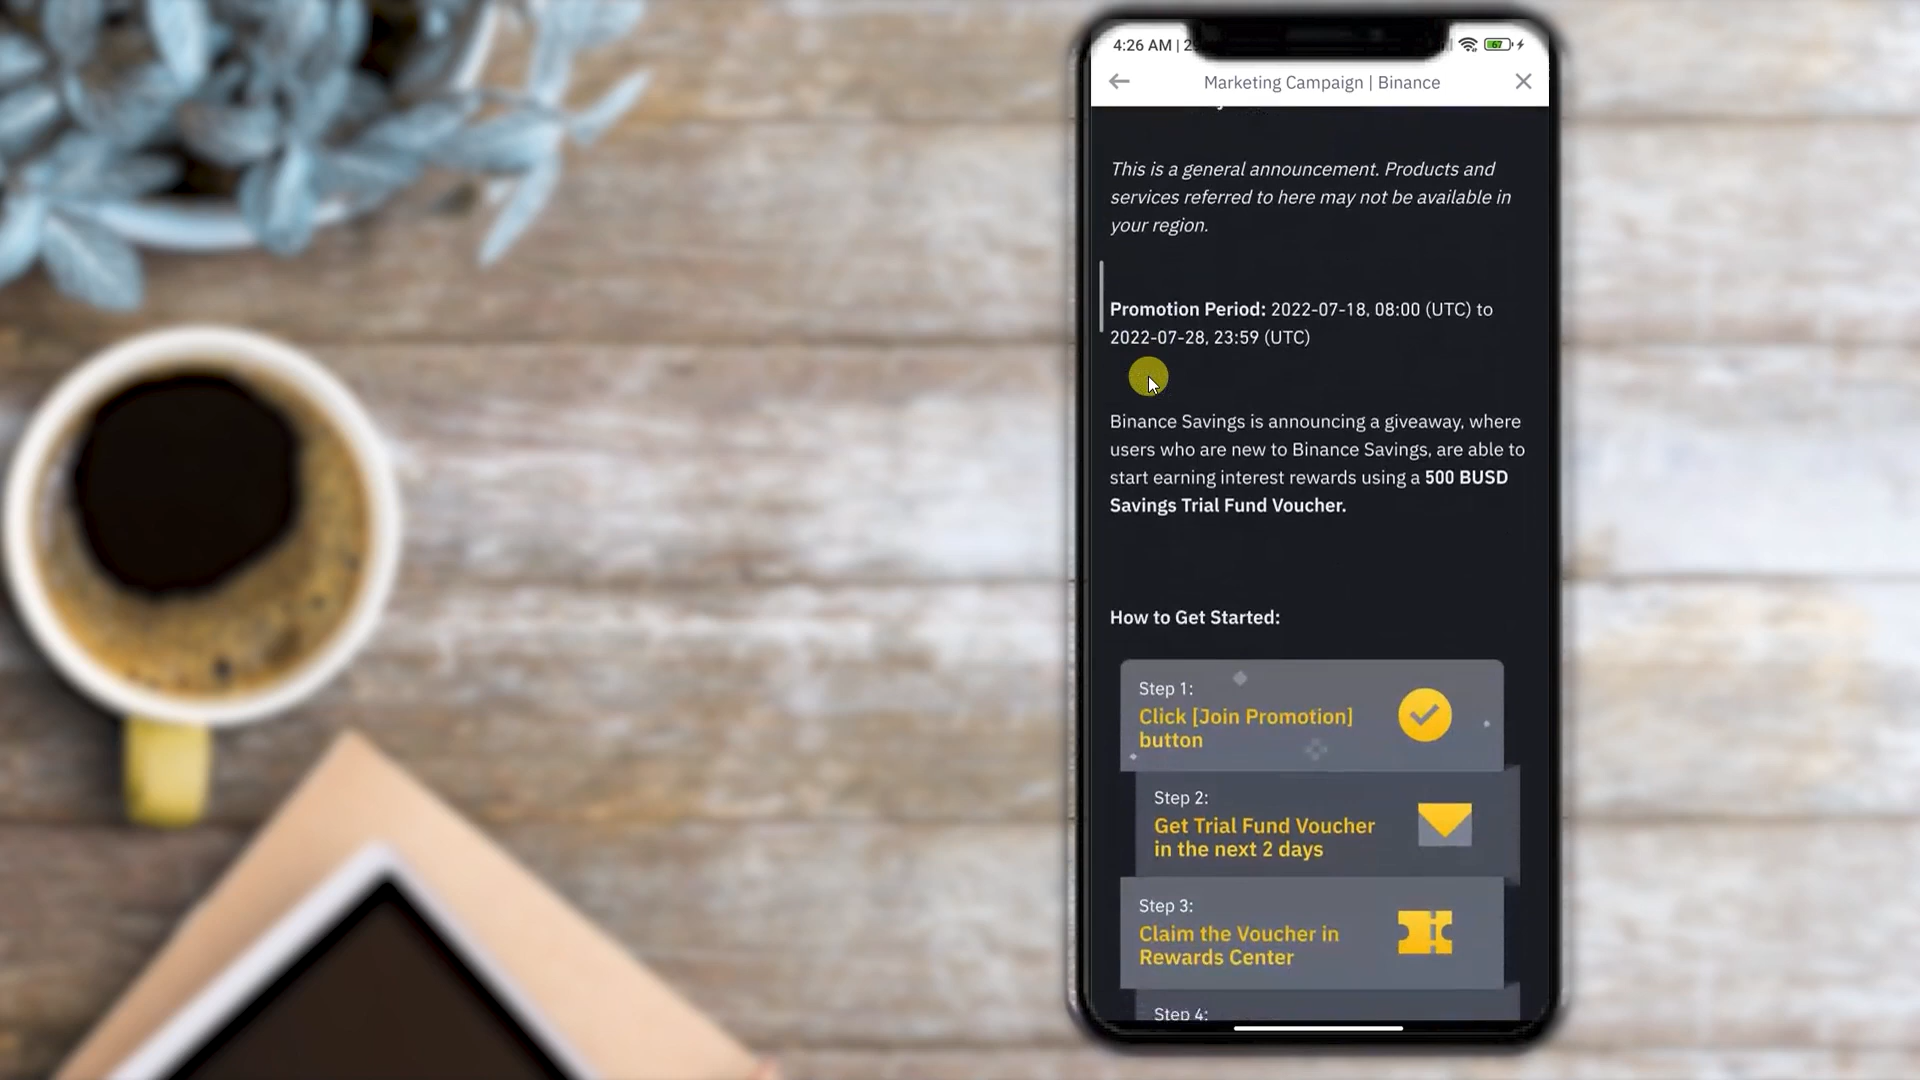 4:26 AM | 2
67
Marketing Campaign | Binance
This is a general announcement. Products and
services referred to here may not be available in
your region.
Promotion Period: 2022-07-18, 08:00 (UTC) to
2022-07-28, 23:59 (UTC)
Binance Savings is announcing a giveaway, where
users who are new to Binance Savings, are able to
start earning interest rewards using a 500 BUSD
Savings Trial Fund Voucher.
How to Get Started:
Step 1:
Click [Join Promotion]
button
Step 2:
Get Trial Fund Voucher
in the next 2 days
Step 3:
Claim the Voucher in
Rewards Center
Step 4: